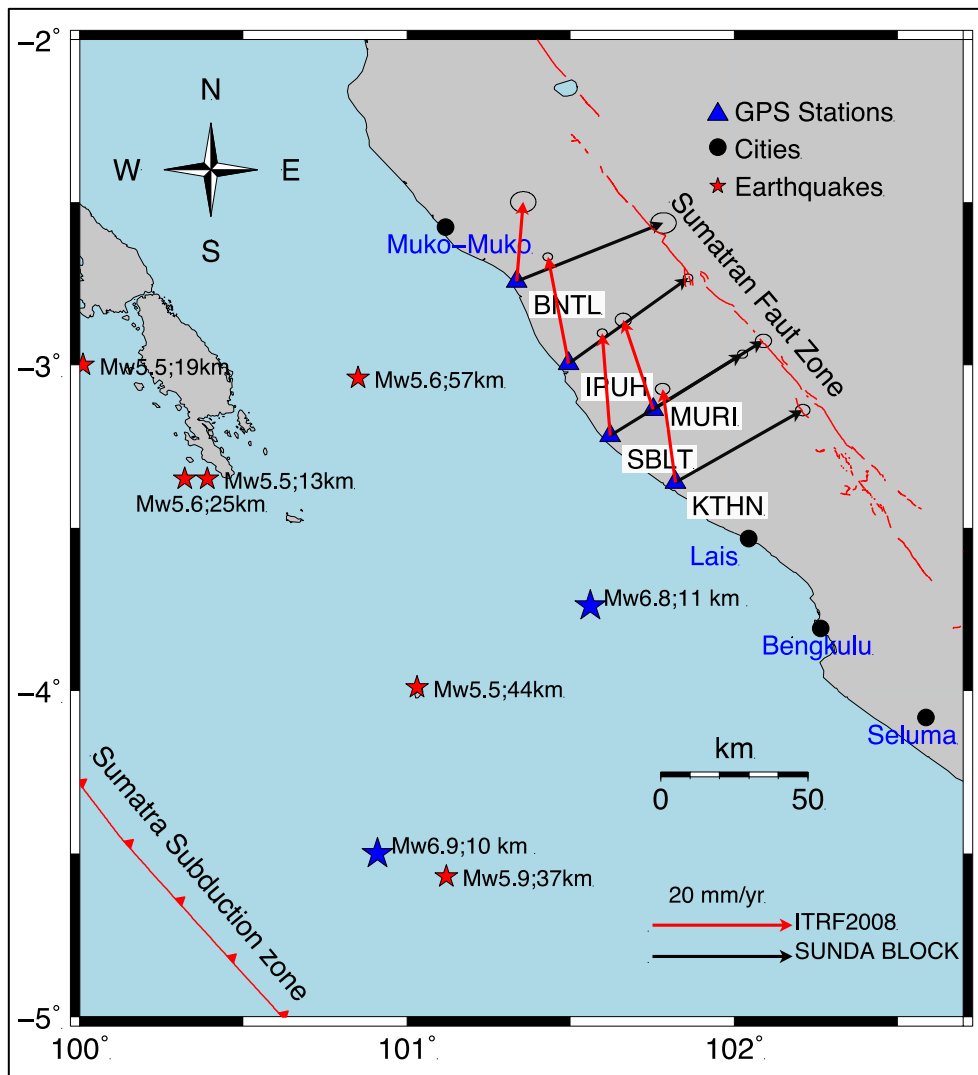 −2°
N
W
E
S
GPS Stations
Cities
Earthquakes
Muko−Muko
Sumatran Faut Zone
BNTL
−3°
Mw5.5;19km
Mw5.6;57km
IPUH
MURI
SBLT
Mw5.5;13km
Mw5.6;25km
KTHN
Lais
Mw6.8;11 km
Bengkulu
−4°
Mw5.5;44km
Seluma
km
0
50
Sumatra Subduction zone
Mw6.9;10 km
Mw5.9;37km
20 mm/yr.
ITRF2008
SUNDA BLOCK
−5°
100°
101°
102°